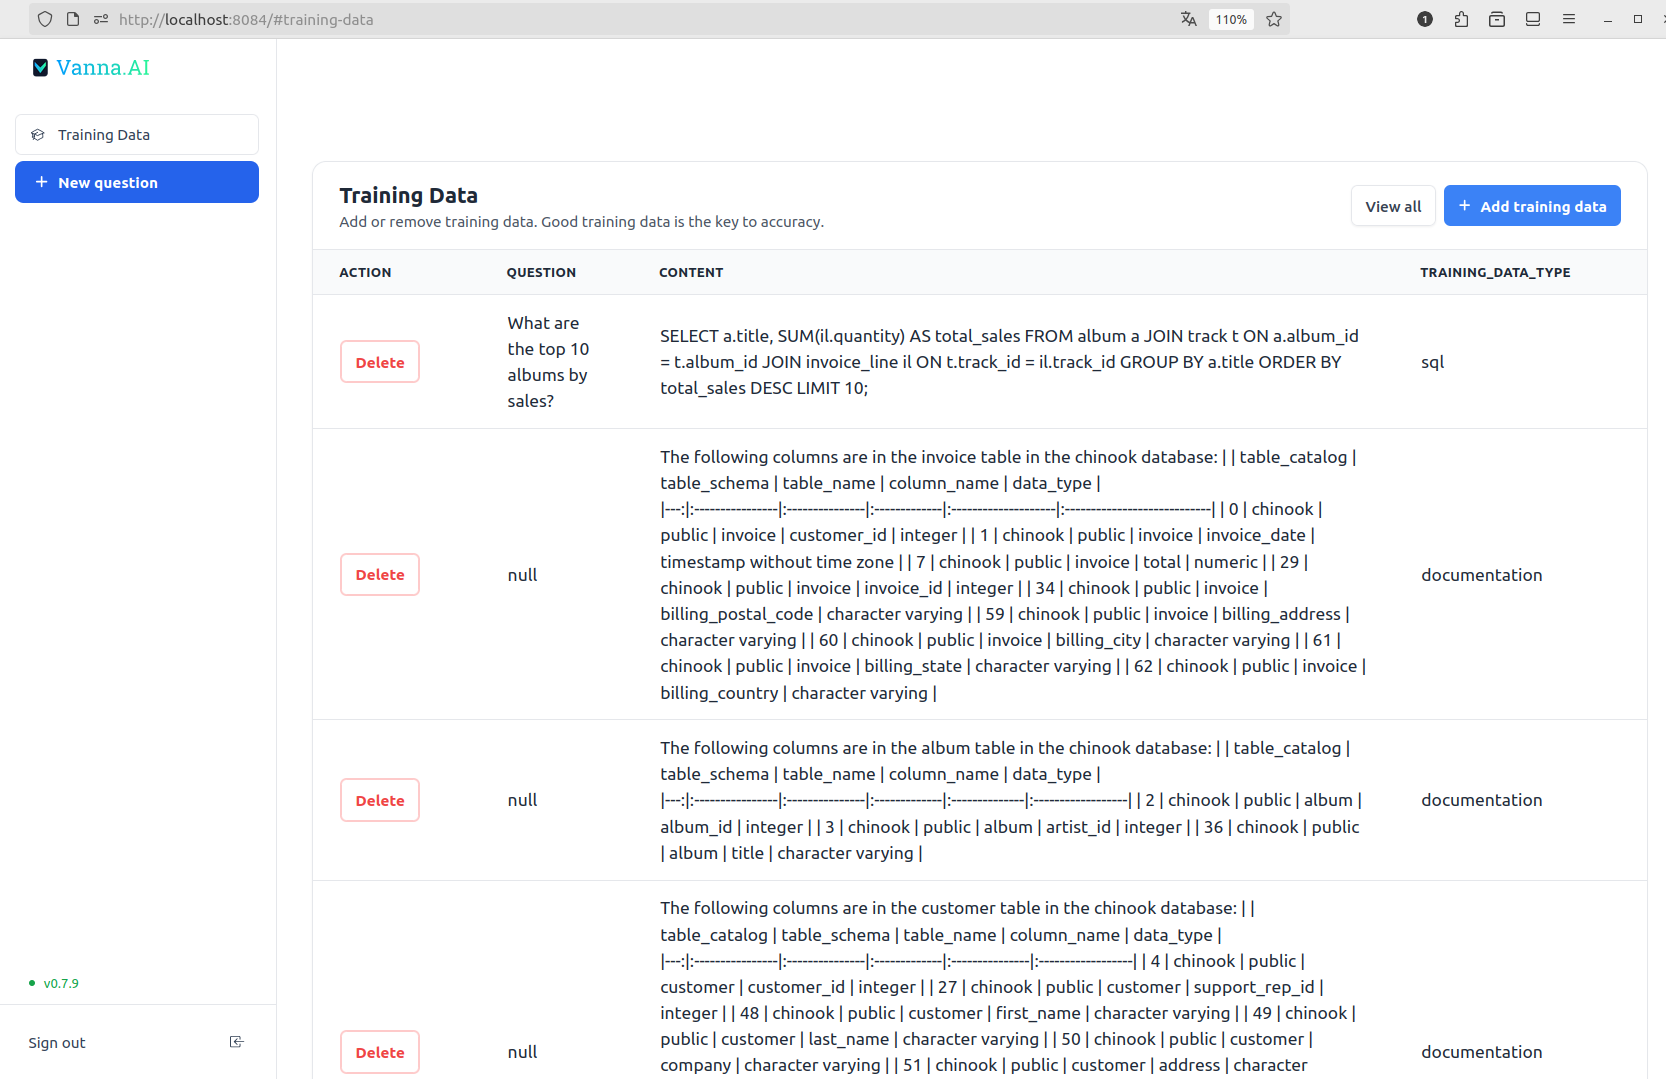 http://localhost:8084/#training-data
110%
1
Vanna.AI
Training Data
+ New question
Training Data
Add or remove training data. Good training data is the key to accuracy.
View all
+ Add training data
ACTION
QUESTION
CONTENT
TRAINING_DATA_TYPE
Delete
What are
the top 10
albums by
sales?
SELECT a.title, SUM(il.quantity) AS total_sales FROM album a JOIN track t ON a.album_id
= t.album_id JOIN invoice_line il ON t.track_id = il.track_id GROUP BY a.title ORDER BY
total_sales DESC LIMIT 10;
sql
Delete
null
The following columns are in the invoice table in the chinook database: | | table_catalog |
table_schema | table_name | column_name | data_type |
|---:|:----------------|:---------------|:-------------|:--------------------|:----------------------------| | 0 | chinook |
public | invoice | customer_id | integer | | 1 | chinook | public | invoice | invoice_date |
timestamp without time zone | | 7 | chinook | public | invoice | total | numeric | | 29 |
chinook | public | invoice | invoice_id | integer | | 34 | chinook | public | invoice |
billing_postal_code | character varying | | 59 | chinook | public | invoice | billing_address |
character varying | | 60 | chinook | public | invoice | billing_city | character varying | | 61 |
chinook | public | invoice | billing_state | character varying | | 62 | chinook | public | invoice |
billing_country | character varying |
documentation
Delete
null
The following columns are in the album table in the chinook database: | | table_catalog |
table_schema | table_name | column_name | data_type |
|---:|:----------------|:---------------|:-------------|:--------------|:------------------| | 2 | chinook | public | album |
album_id | integer | | 3 | chinook | public | album | artist_id | integer | | 36 | chinook | public
| album | title | character varying |
documentation
Delete
null
The following columns are in the customer table in the chinook database: | |
table_catalog | table_schema | table_name | column_name | data_type |
|---:|:----------------|:---------------|:-------------|:---------------|:------------------| | 4 | chinook | public |
customer | customer_id | integer | | 27 | chinook | public | customer | support_rep_id |
integer | | 48 | chinook | public | customer | first_name | character varying | | 49 | chinook |
public | customer | last_name | character varying | | 50 | chinook | public | customer |
company | character varying | | 51 | chinook | public | customer | address | character
documentation
v0.7.9
Sign out